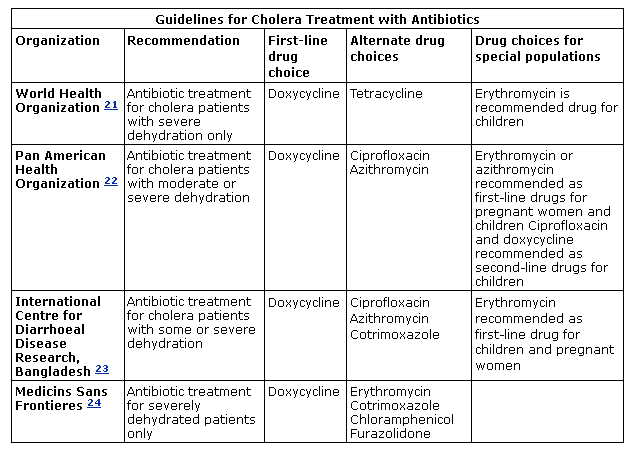 Guidelines for Cholera Treatment with Antibiotics
Organization
Recommendation
First-line
drug
choice
Alternate drug
choices
Drug choices for
special populations
World Health
Organization 21
Antibiotic treatment
for cholera patients
with severe
dehydration only
Doxycycline
Tetracycline
Erythromycin is
recommended drug for
children
Pan American
Health
Organization 22
Antibiotic treatment
for cholera patients
with moderate or
severe dehydration
Doxycycline
Ciprofloxacin
Azithromycin
Erythromycin or
azithromycin
recommended as
first-line drugs for
pregnant women and
children Ciprofloxacin
and doxycycline
recommended as
second-line drugs for
children
International
Centre for
Diarrhoeal
Disease
Research,
Bangladesh 23
Antibiotic treatment
for cholera patients
with some or severe
dehydration
Doxycycline
Ciprofloxacin
Azithromycin
Cotrimoxazole
Erythromycin
recommended as
first-line drug for
children and pregnant
women
Medicins Sans
Frontieres 24
Antibiotic treatment
for severely
dehydrated patients
only
Doxycycline
Erythromycin
Cotrimoxazole
Chloramphenicol
Furazolidone